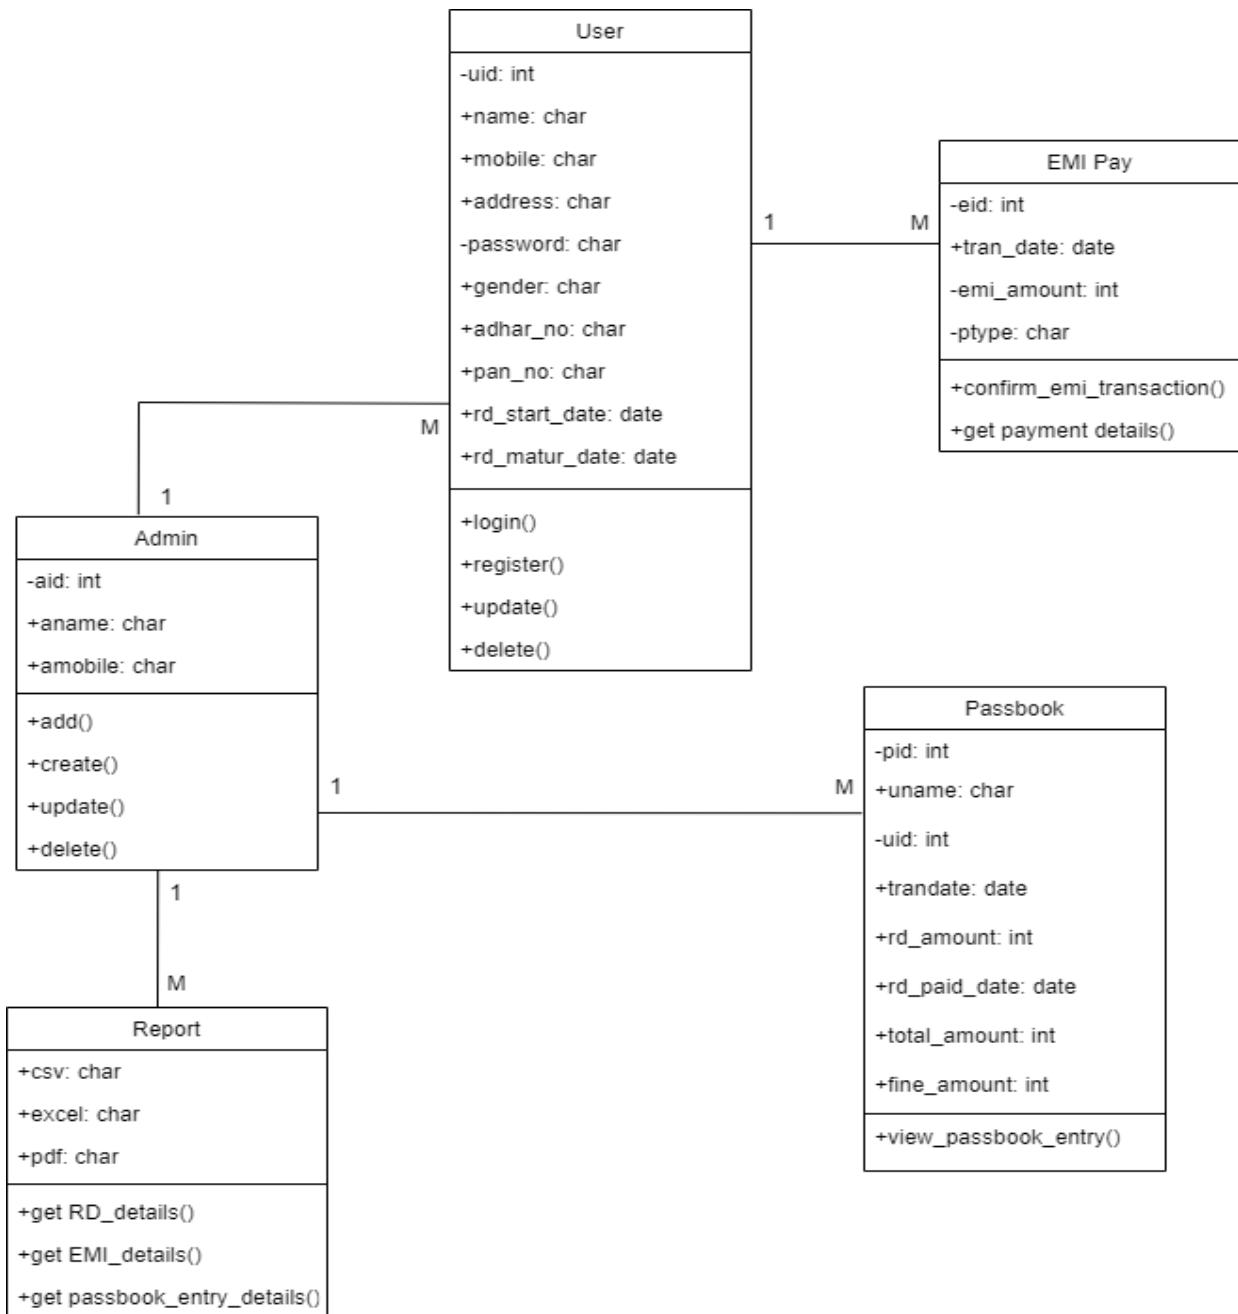 User
-uid: int
+name: char
+mobile: char
+address: char
-password: char
+gender: char
+adhar_no: char
+pan_no: char
+rd_start_date: date
+rd_matur_date: date
+login()
+register()
+update()
+delete()
1
M
EMI Pay
-eid: int
+tran_date: date
-emi_amount: int
-ptype: char
+confirm_emi_transaction()
+get payment details()
M
1
Admin
-aid: int
+aname: char
+amobile: char
+add()
+create()
+update()
+delete()
1
M
Passbook
-pid: int
+uname: char
-uid: int
+trandate: date
+rd_amount: int
+rd_paid_date: date
+total_amount: int
+fine_amount: int
+view_passbook_entry()
1
M
Report
+csv: char
+excel: char
+pdf: char
+get RD_details()
+get EMI_details()
+get passbook_entry_details()